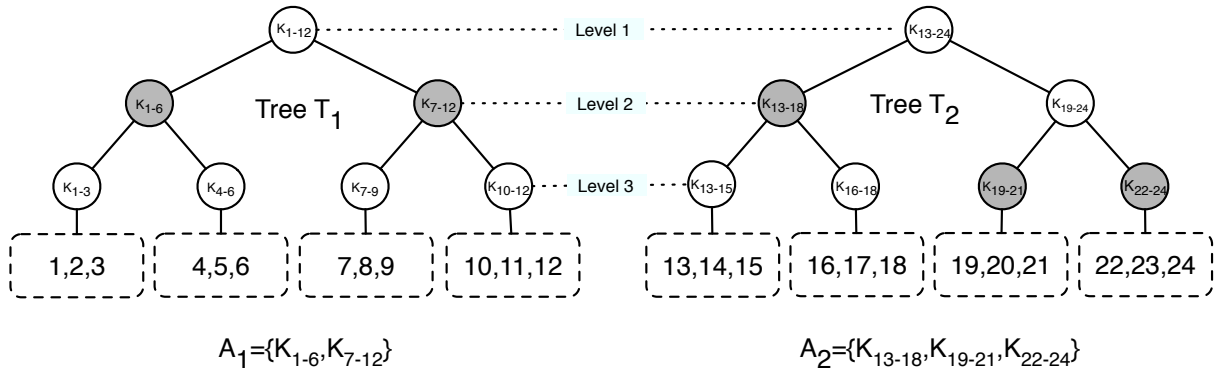 K1-12 Level 1 K13-24
K1-6 Tree T1 K7-12 Level 2 K13-18 Tree T2 K19-24
K1-3 K4-6 K7-9 K10-12 Level 3 K13-15 K16-18 K19-21 K22-24
1,2,3 4,5,6 7,8,9 10,11,12 13,14,15 16,17,18 19,20,21 22,23,24
A1={K1-6,K7-12} A2={K13-18,K19-21,K22-24}